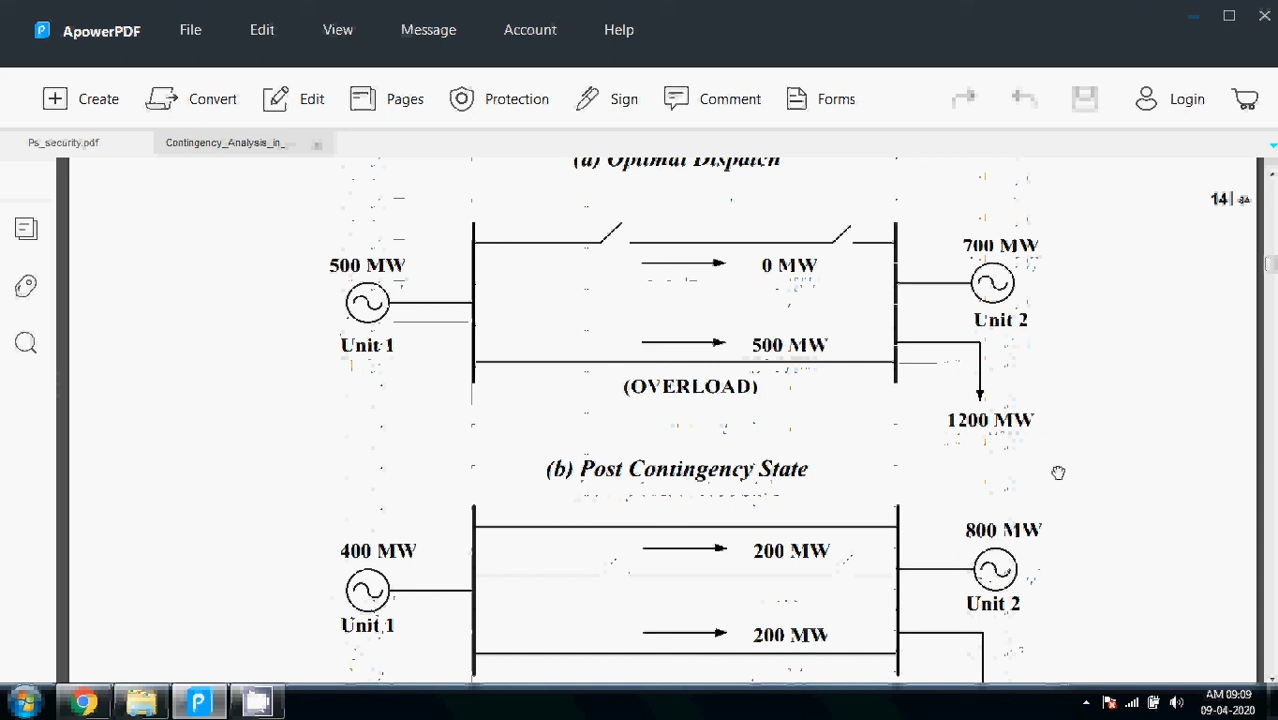 ApowerPDF File Edit View Message Account Help
Create Convert Edit Pages Protection Sign Comment Forms Login
Ps_security.pdf Contingency_Analysis_in_
(a) Optimal Dispatch
14
500 MW 0 MW 700 MW
Unit 1 500 MW Unit 2
(OVERLOAD)
1200 MW
(b) Post Contingency State
400 MW 200 MW 800 MW
Unit 1 200 MW Unit 2
AM 09:09
09-04-2020